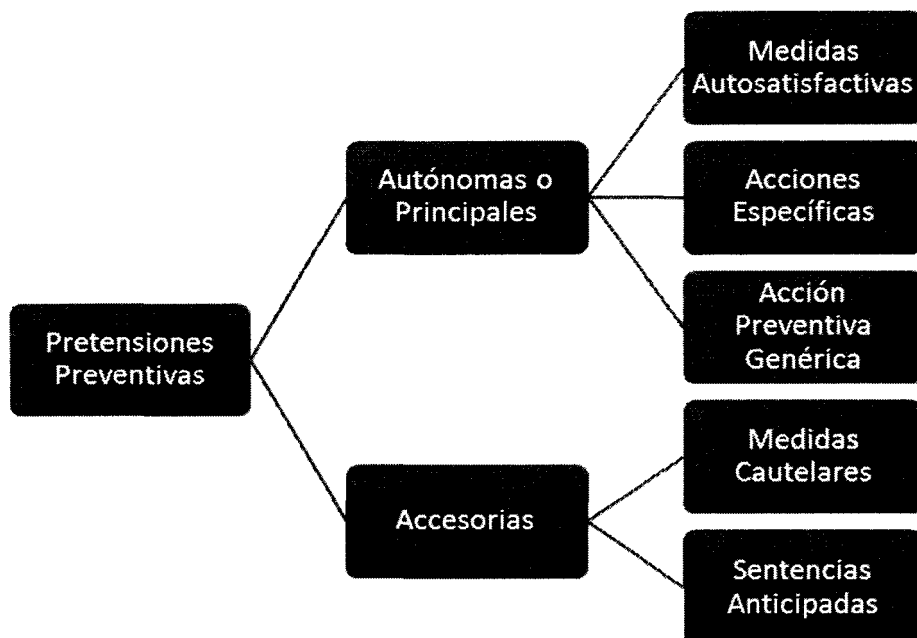 Pretensiones
Preventivas
Autónomas o
Principales
Medidas
Autosatisfactivas
Acciones
Específicas
Acción
Preventiva
Genérica
Accesorias
Medidas
Cautelares
Sentencias
Anticipadas